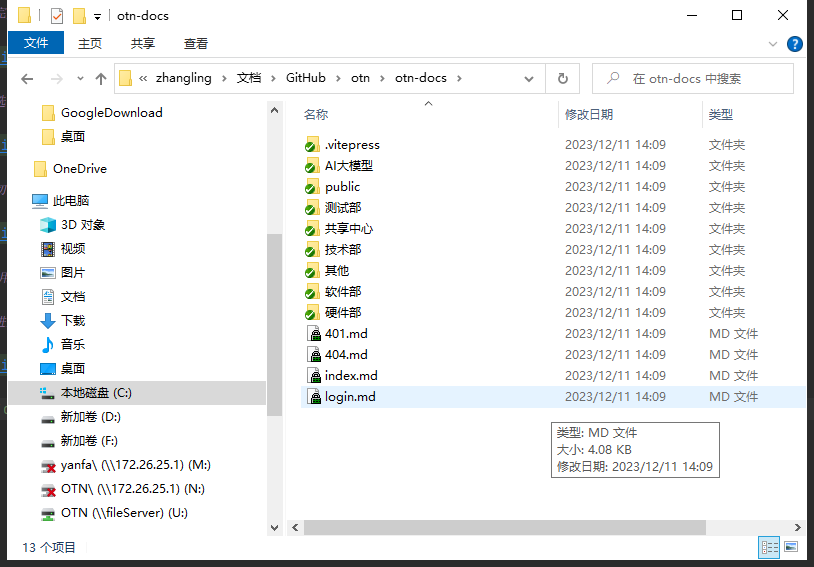 otn-docs
文件 主页 共享 查看
« zhangling › 文档 › GitHub › otn › otn-docs ›
在 otn-docs 中搜索
GoogleDownload
桌面
OneDrive
此电脑
3D 对象
视频
图片
文档
下载
音乐
桌面
本地磁盘 (C:)
新加卷 (D:)
新加卷 (F:)
yanfa\ (\\172.26.25.1) (M:)
OTN\ (\\172.26.25.1) (N:)
OTN (\\fileServer) (U:)
名称 修改日期 类型
.vitepress 2023/12/11 14:09 文件夹
AI大模型 2023/12/11 14:09 文件夹
public 2023/12/11 14:09 文件夹
测试部 2023/12/11 14:09 文件夹
共享中心 2023/12/11 14:09 文件夹
技术部 2023/12/11 14:09 文件夹
其他 2023/12/11 14:09 文件夹
软件部 2023/12/11 14:09 文件夹
硬件部 2023/12/11 14:09 文件夹
401.md 2023/12/11 14:09 MD 文件
404.md 2023/12/11 14:09 MD 文件
index.md 2023/12/11 14:09 MD 文件
login.md 2023/12/11 14:09 MD 文件
类型: MD 文件
大小: 4.08 KB
修改日期: 2023/12/11 14:09
13 个项目